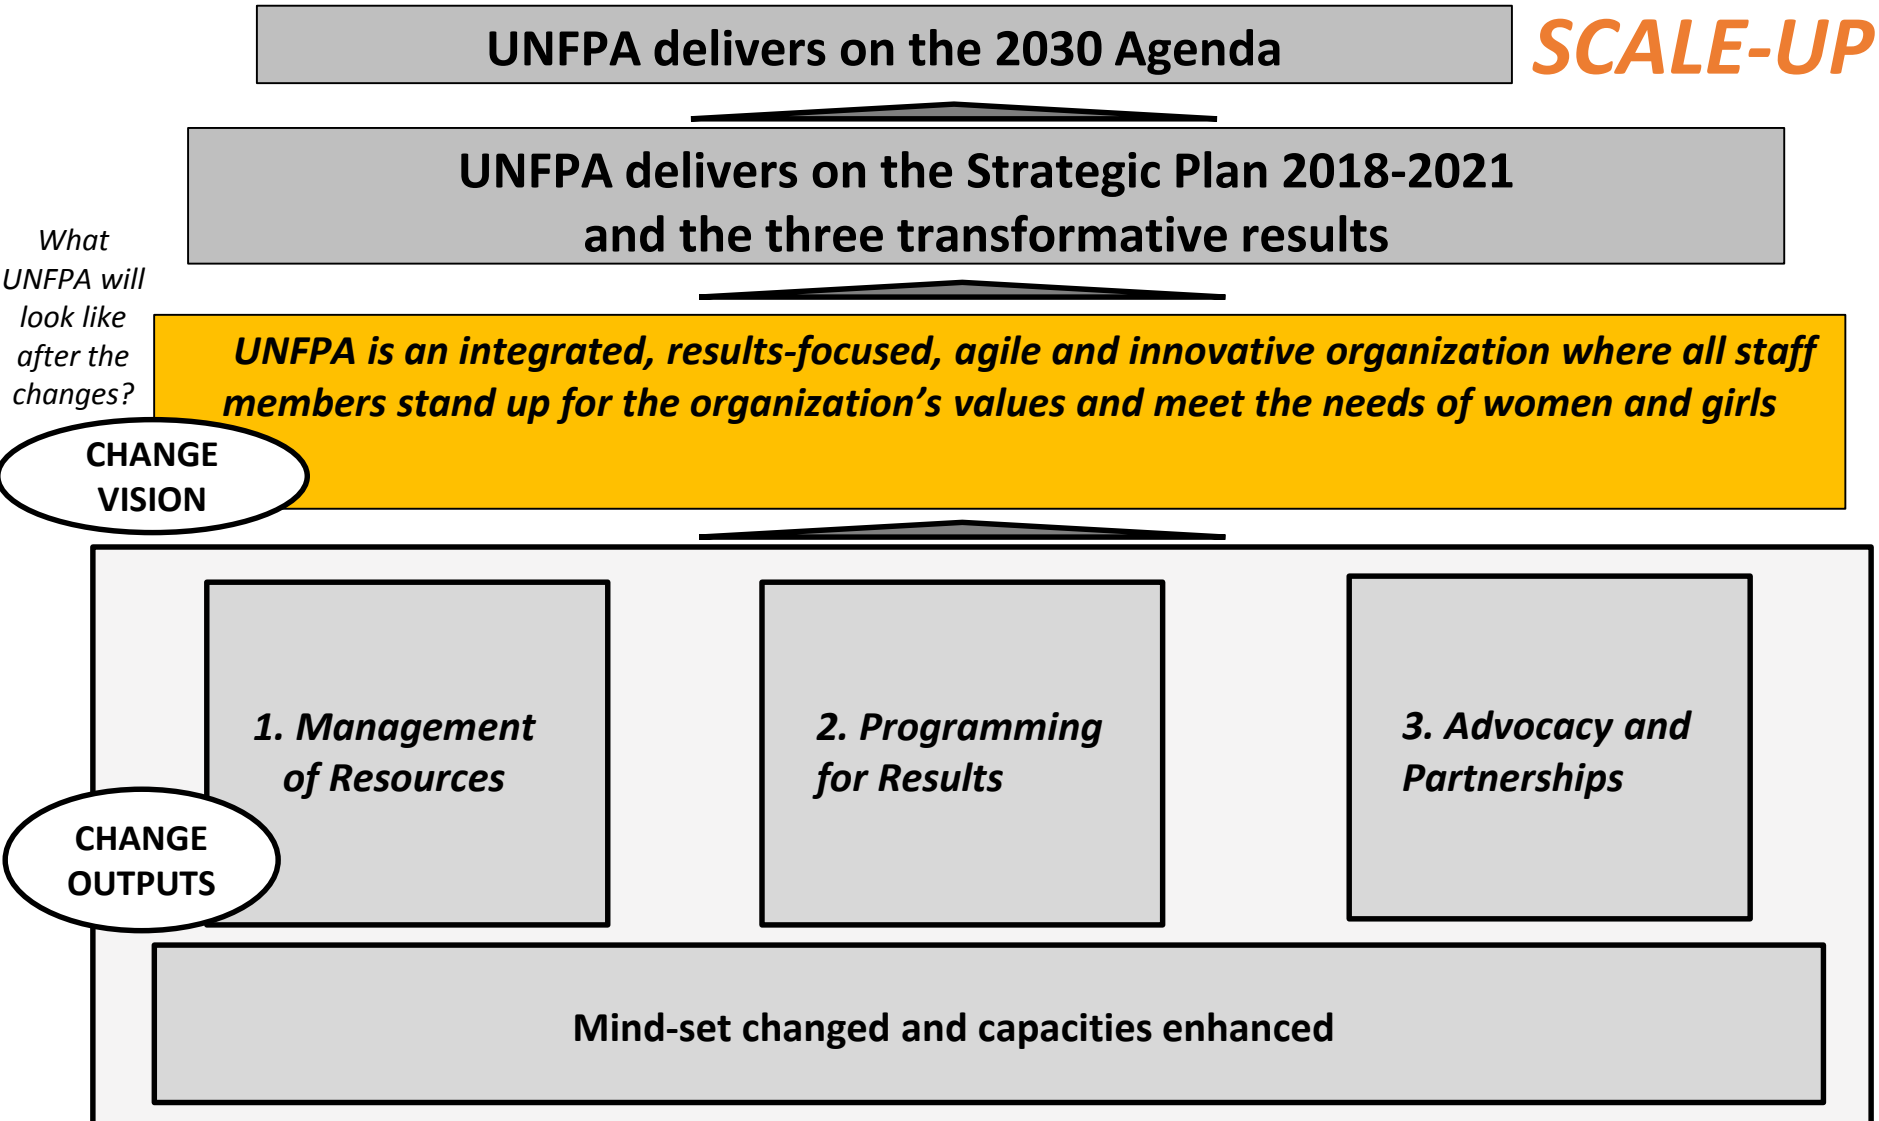 UNFPA delivers on the 2030 Agenda
SCALE-UP
UNFPA delivers on the Strategic Plan 2018-2021
and the three transformative results
What
UNFPA will
look like
after the
changes?
UNFPA is an integrated, results-focused, agile and innovative organization where all staff
members stand up for the organization’s values and meet the needs of women and girls
CHANGE
VISION
1. Management
of Resources
2. Programming
for Results
3. Advocacy and
Partnerships
CHANGE
OUTPUTS
Mind-set changed and capacities enhanced